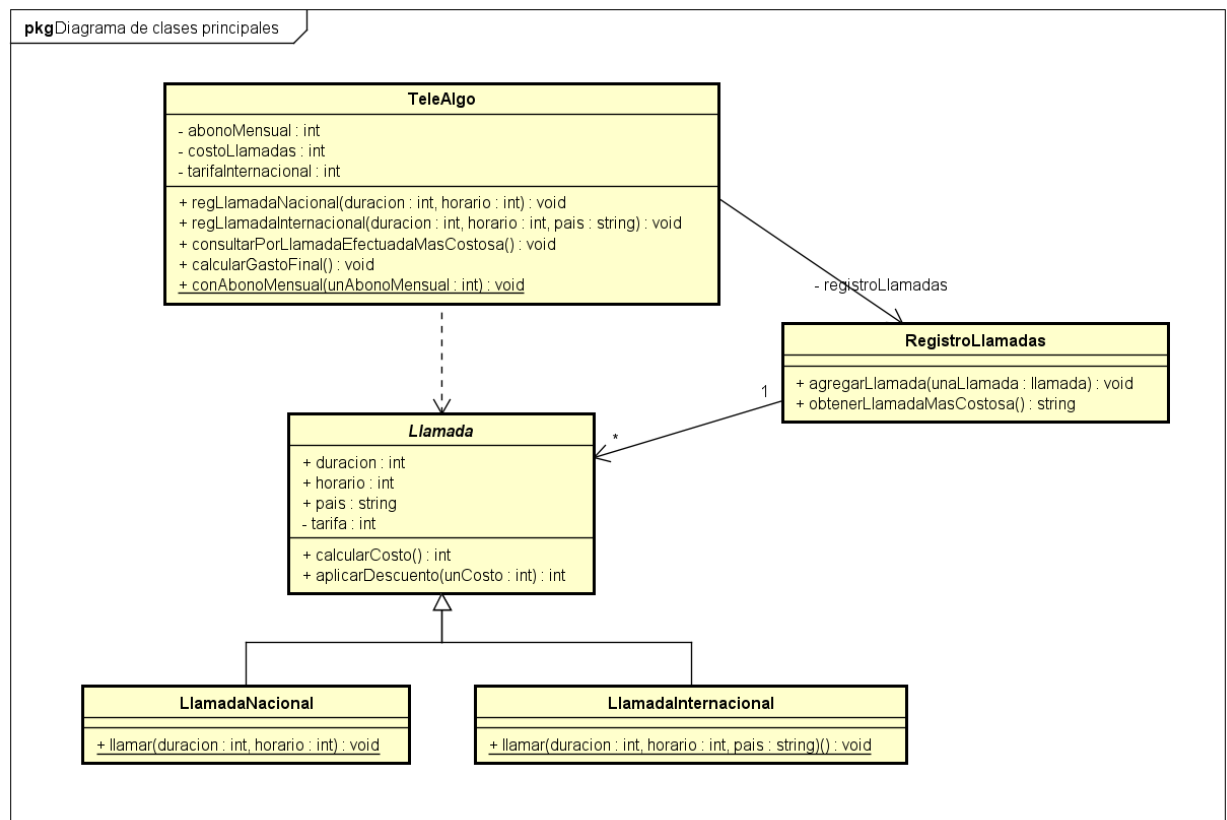 pkgDiagrama de clases principales
TeleAlgo
- abonoMensual : int
- costoLlamadas : int
- tarifaInternacional : int
+ regLlamadaNacional(duracion : int, horario : int) : void
+ regLlamadaInternacional(duracion : int, horario : int, pais : string) : void
+ consultarPorLlamadaEfectuadaMasCostosa() : void
+ calcularGastoFinal() : void
+ conAbonoMensual(unAbonoMensual : int) : void
- registroLlamadas
RegistroLlamadas
+ agregarLlamada(unaLlamada : llamada) : void
+ obtenerLlamadaMasCostosa() : string
1
*
Llamada
+ duracion : int
+ horario : int
+ pais : string
- tarifa : int
+ calcularCosto() : int
+ aplicarDescuento(unCosto : int) : int
LlamadaNacional
+ llamar(duracion : int, horario : int) : void
LlamadaInternacional
+ llamar(duracion : int, horario : int, pais : string)() : void